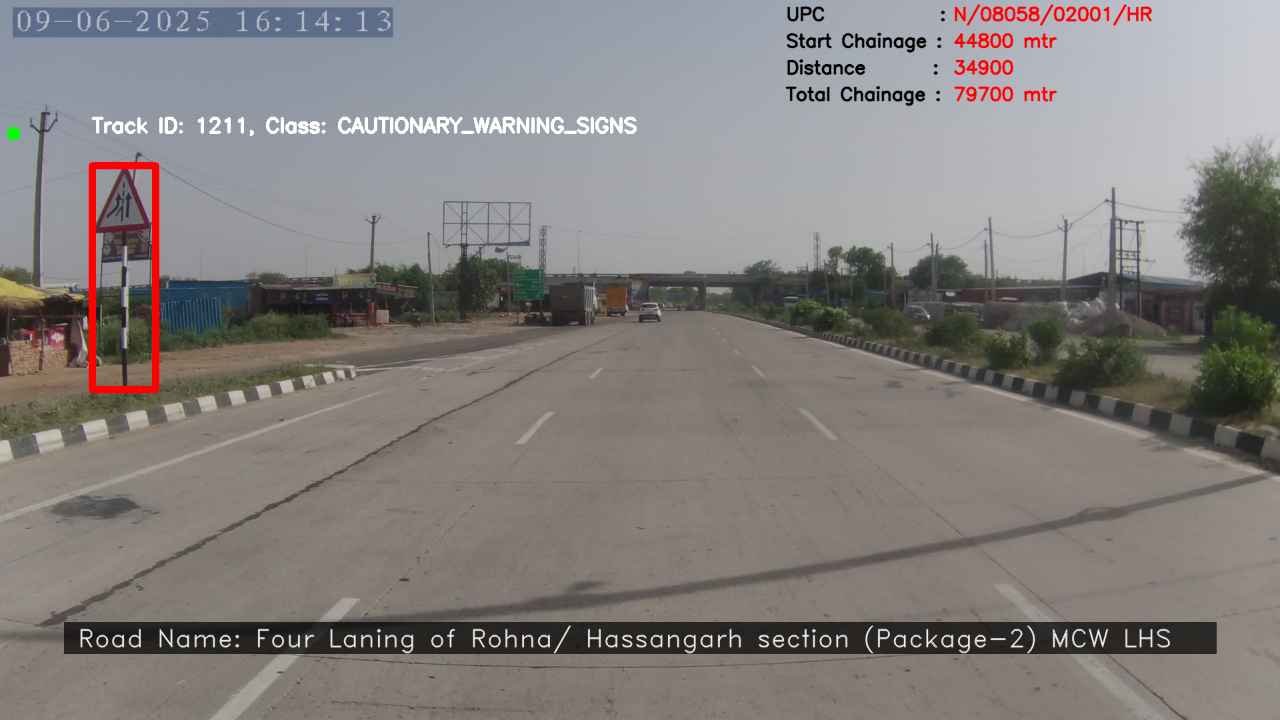 09-06-2025 16:14:13
UPC : N/08058/02001/HR
Start Chainage : 44800 mtr
Distance : 34900
Total Chainage : 79700 mtr
Track ID: 1211, Class: CAUTIONARY_WARNING_SIGNS
Road Name: Four Laning of Rohna/ Hassangarh section (Package-2) MCW LHS